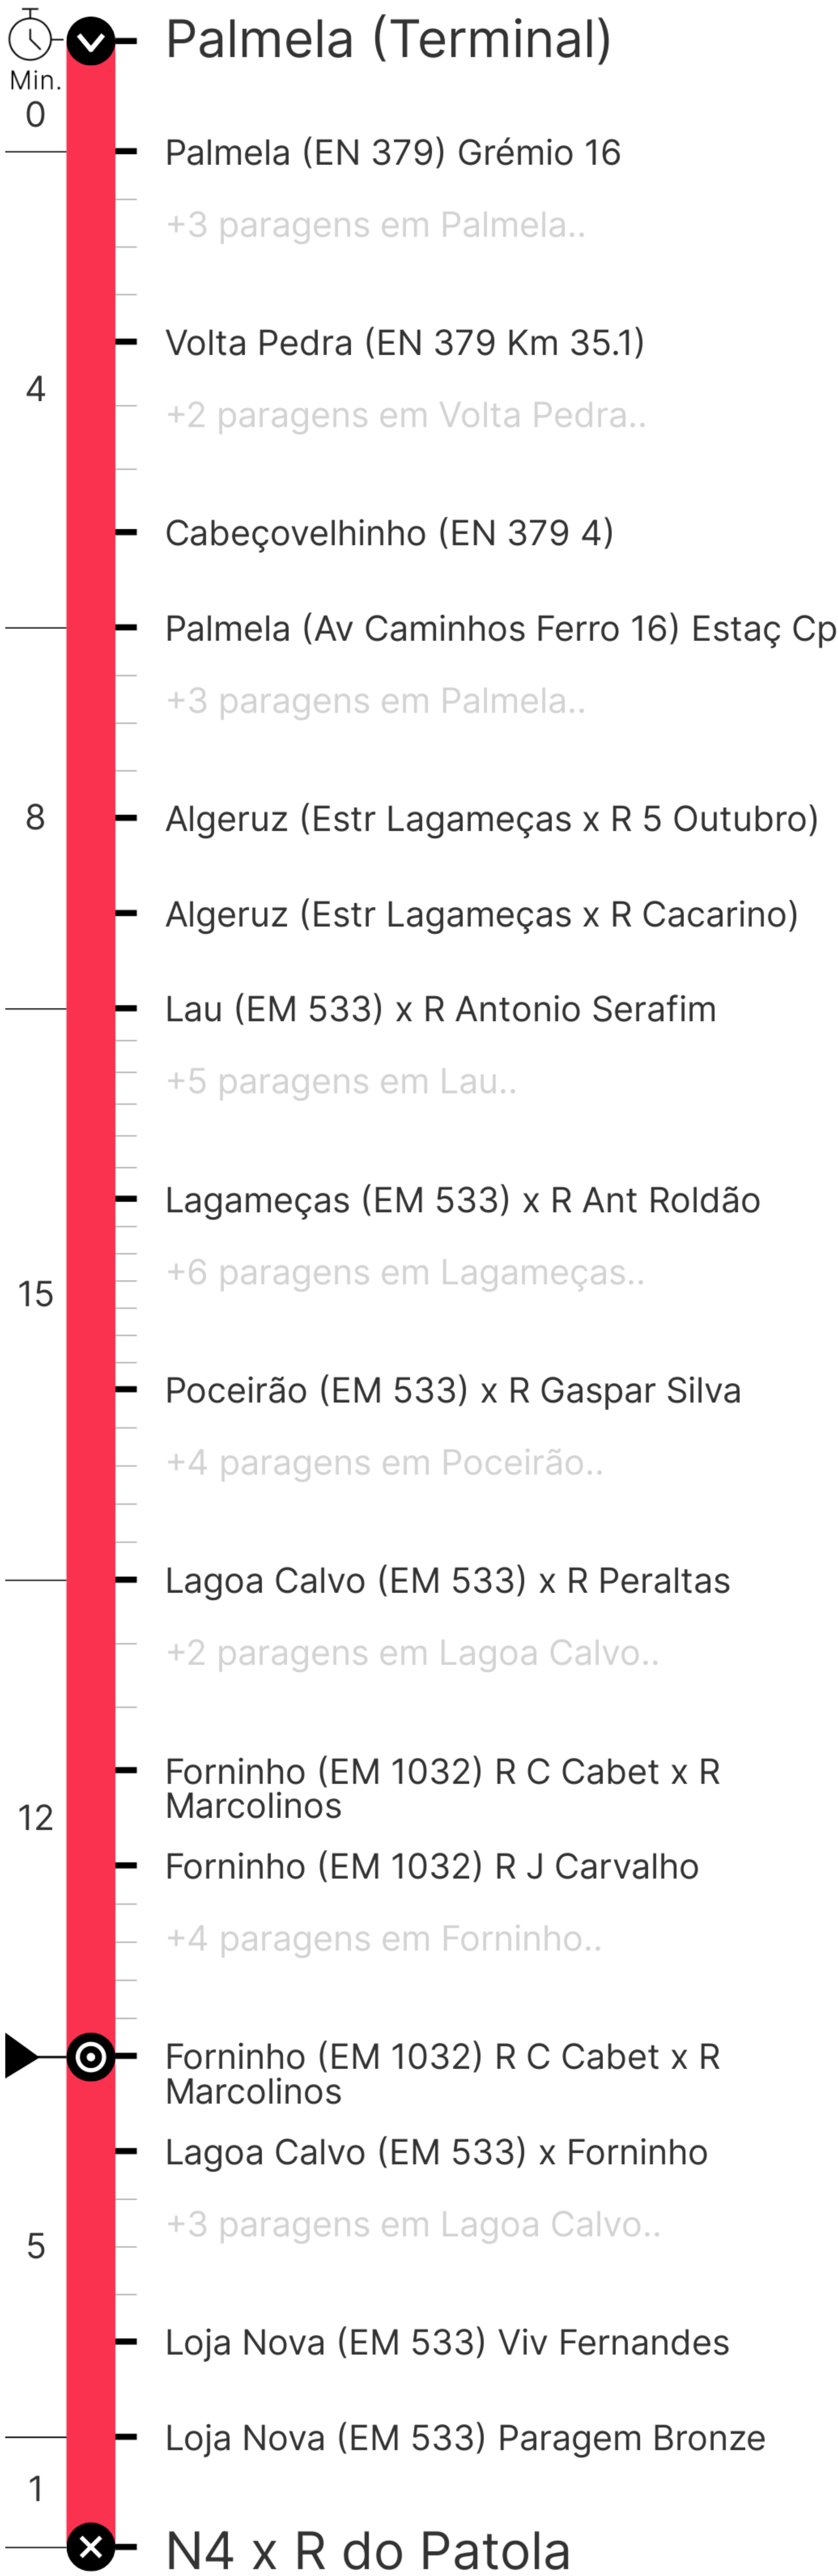 Palmela (Terminal)
Min.
0
Palmela (EN 379) Grémio 16
+3 paragens em Palmela..
Volta Pedra (EN 379 Km 35.1)
4
+2 paragens em Volta Pedra..
Cabeçovelhinho (EN 379 4)
Palmela (Av Caminhos Ferro 16) Estaç Cp
+3 paragens em Palmela..
8
Algeruz (Estr Lagameças x R 5 Outubro)
Algeruz (Estr Lagameças x R Cacarino)
Lau (EM 533) x R Antonio Serafim
+5 paragens em Lau..
Lagameças (EM 533) x R Ant Roldão
+6 paragens em Lagameças..
15
Poceirão (EM 533) x R Gaspar Silva
+4 paragens em Poceirão..
Lagoa Calvo (EM 533) x R Peraltas
+2 paragens em Lagoa Calvo..
Forninho (EM 1032) R C Cabet x R
Marcolinos
12
Forninho (EM 1032) R J Carvalho
+4 paragens em Forninho..
Forninho (EM 1032) R C Cabet x R
Marcolinos
Lagoa Calvo (EM 533) x Forninho
+3 paragens em Lagoa Calvo..
5
Loja Nova (EM 533) Viv Fernandes
Loja Nova (EM 533) Paragem Bronze
1
N4 x R do Patola